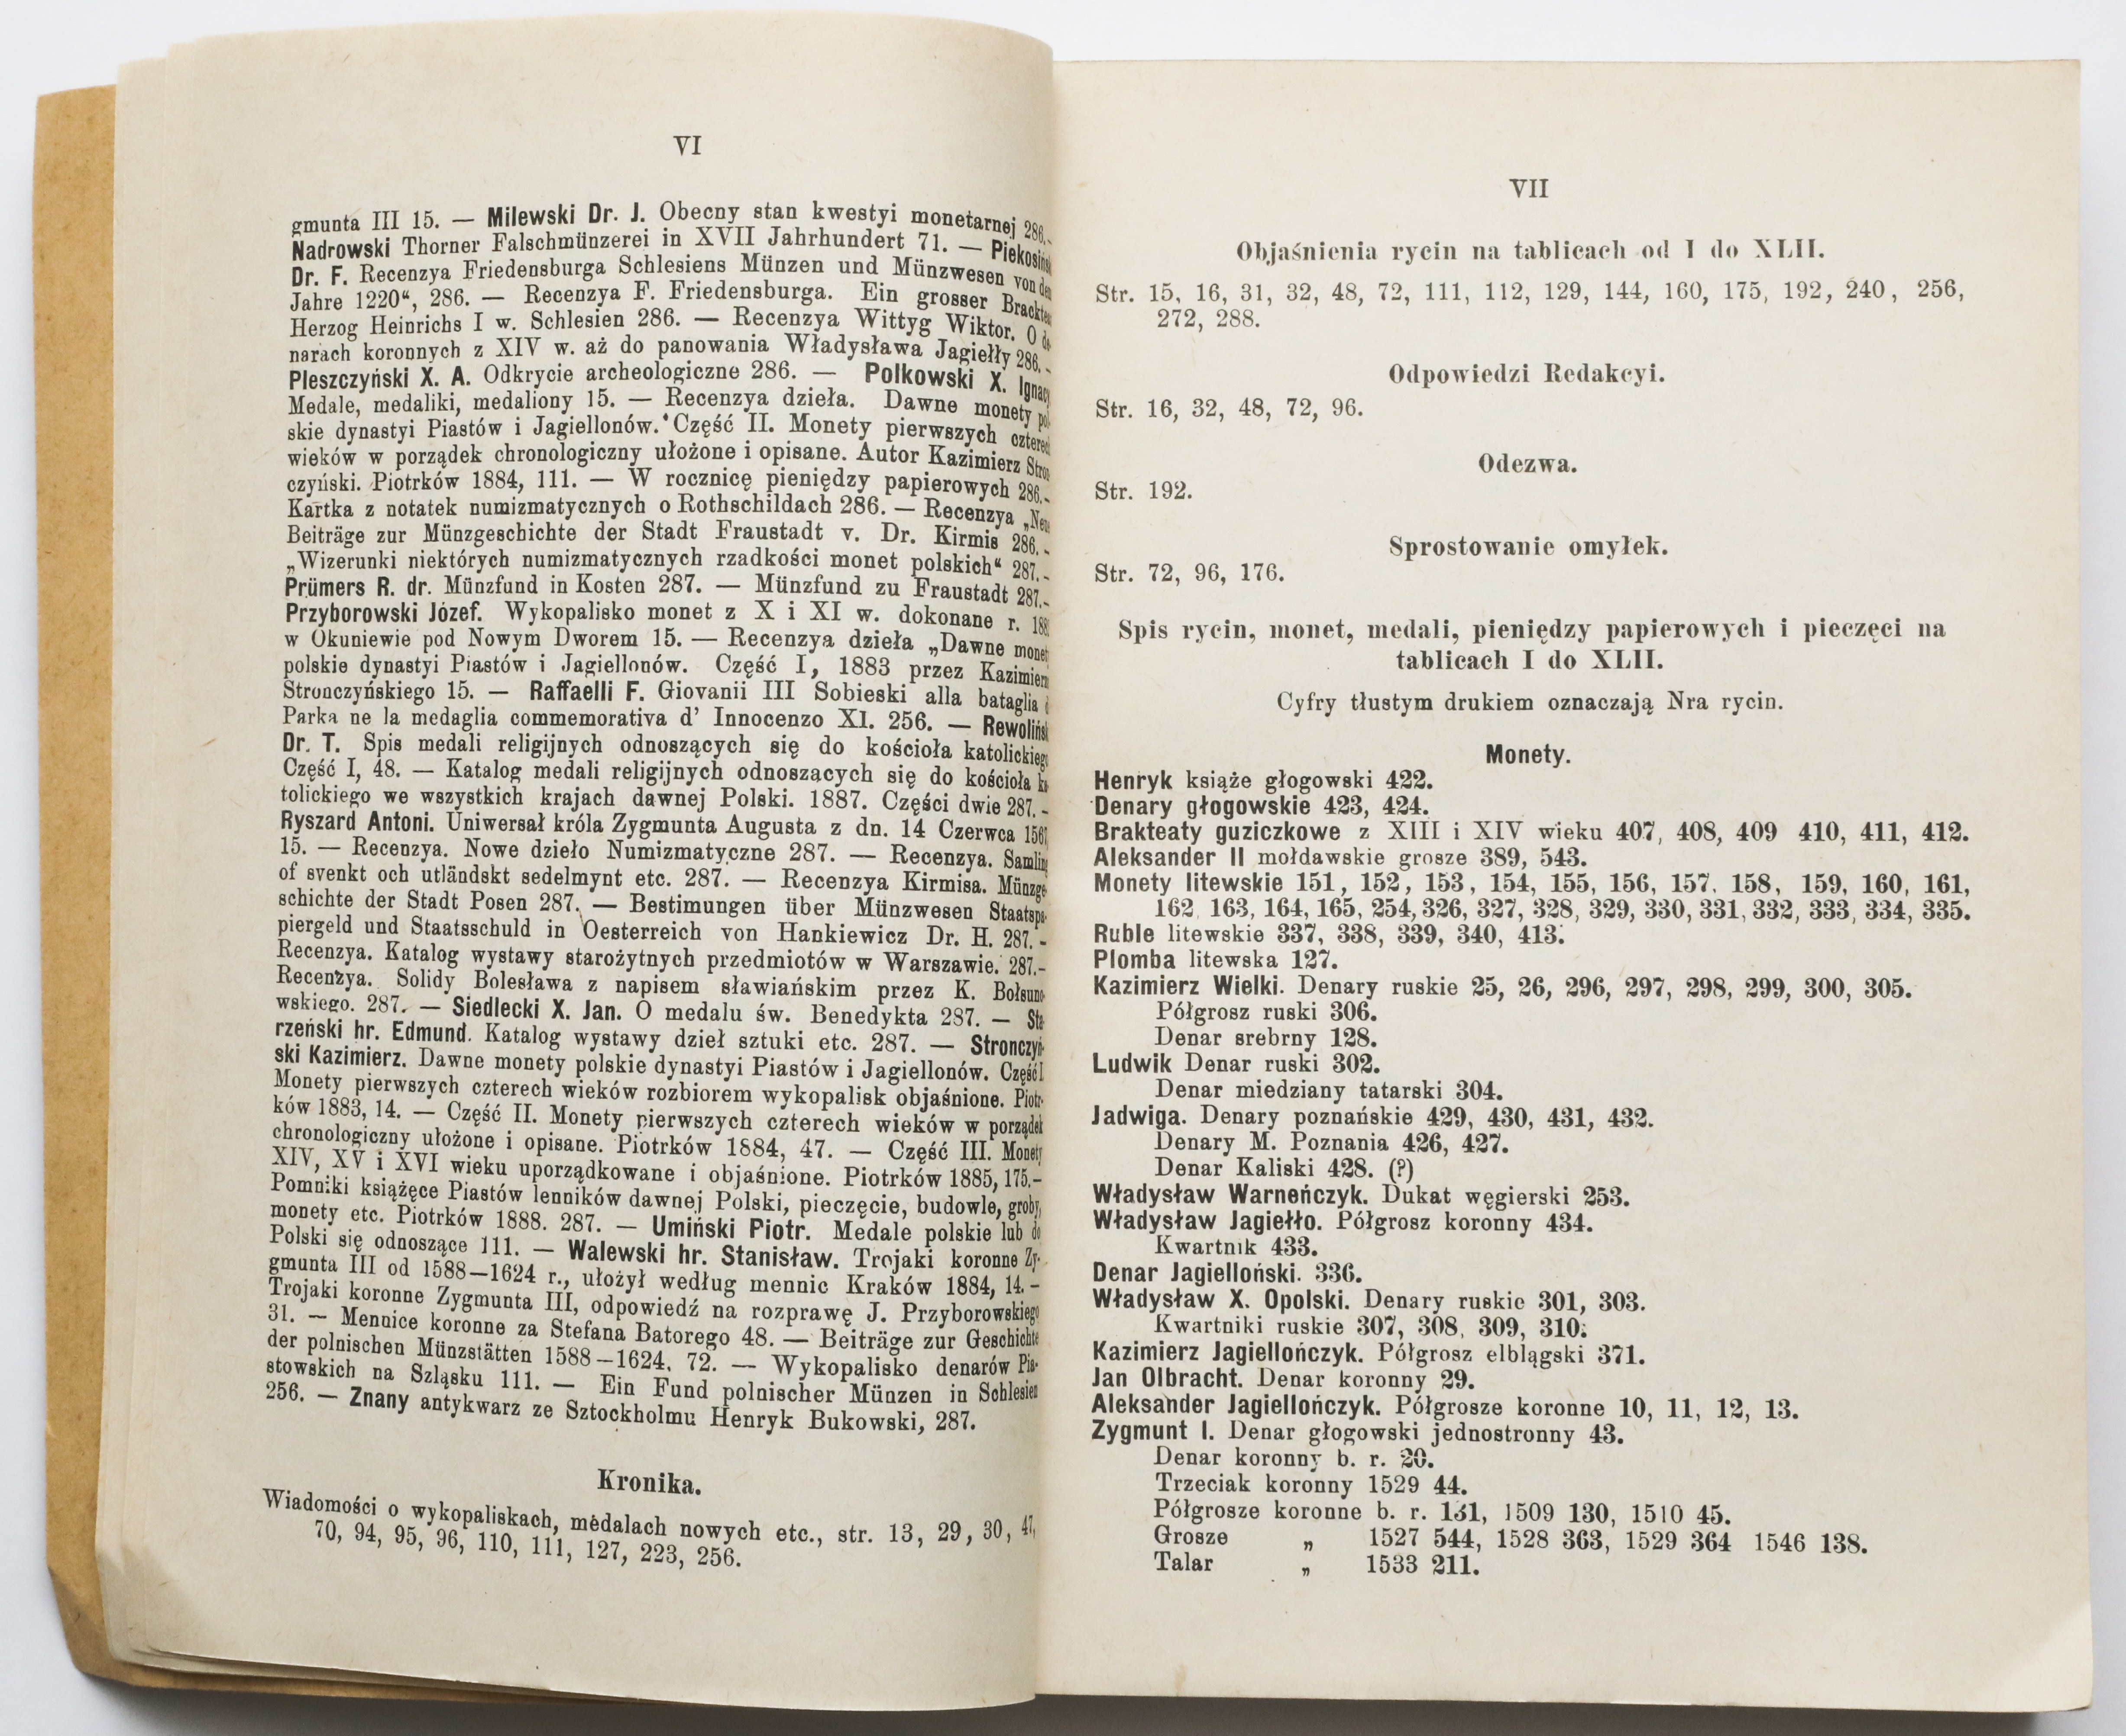 VI
gmunta III 15. — Milewski Dr. J. Obecny stan kwestyi monetarnej 286.-
Nadrowski Thorner Falschmünzerei in XVII Jahrhundert 71. — Piekosińsk
Dr. F. Recenzya Friedensburga Schlesiens Münzen und Münzwesen von den
Jahre 1220“, 286. — Recenzya F. Friedensburga. Ein grosser Brackte
Herzog Heinrichs I w. Schlesien 286. — Recenzya Wittyg Wiktor. O de-
narach koronnych z XIV w. aż do panowania Władysława Jagiełły 286. -
Pleszczyński X. A. Odkrycie archeologiczne 286. — Polkowski X. Ignacy
Medale, medaliki, medaliony 15. — Recenzya dzieła. Dawne monety pol-
skie dynastyi Piastów i Jagiellonów. Część II. Monety pierwszych czterech
wieków w porządek chronologiczny ułożone i opisane. Autor Kazimierz Stron-
czyński. Piotrków 1884, 111. — W rocznicę pieniędzy papierowych 286.-
Kartka z notatek numizmatycznych o Rothschildach 286. — Recenzya „Neue
Beiträge zur Münzgeschichte der Stadt Fraustadt v. Dr. Kirmis 286. -
„Wizerunki niektórych numizmatycznych rzadkości monet polskich“ 287.-
Prümers R. dr. Münzfund in Kosten 287. — Münzfund zu Fraustadt 287.-
Przyborowski Józef. Wykopalisko monet z X i XI w. dokonane r. 188
w Okuniewie pod Nowym Dworem 15. — Recenzya dzieła „Dawne monety
polskie dynastyi Piastów i Jagiellonów. Część I, 1883 przez Kazimierz
Stronczyńskiego 15. — Raffaelli F. Giovanii III Sobieski alla bataglia d
Parka ne la medaglia commemorativa d’ Innocenzo XI. 256. — Rewolińsk
Dr. T. Spis medali religijnych odnoszących się do kościoła katolickiego
Część I, 48. — Katalog medali religijnych odnoszących się do kościoła ka-
tolickiego we wszystkich krajach dawnej Polski. 1887. Części dwie 287. -
Ryszard Antoni. Uniwersał króla Zygmunta Augusta z dn. 14 Czerwca 1567
15. — Recenzya. Nowe dzieło Numizmatyczne 287. — Recenzya. Samling
of svenkt och utländskt sedelmynt etc. 287. — Recenzya Kirmisa. Münzge-
schichte der Stadt Posen 287. — Bestimungen über Münzwesen Staatspa-
piergeld und Staatsschuld in Oesterreich von Hankiewicz Dr. H. 287. -
Recenzya. Katalog wystawy starożytnych przedmiotów w Warszawie. 287.-
Recenzya. Solidy Bolesława z napisem sławiańskim przez K. Bolsuno-
wskiego. 287. — Siedlecki X. Jan. O medalu św. Benedykta 287. — Sta-
rzeński hr. Edmund. Katalog wystawy dzieł sztuki etc. 287. — Stronczyń-
ski Kazimierz. Dawne monety polskie dynastyi Piastów i Jagiellonów. Część I
Monety pierwszych czterech wieków rozbiorem wykopalisk objaśnione. Piotr-
ków 1883, 14. — Część II. Monety pierwszych czterech wieków w porządek
chronologiczny ułożone i opisane. Piotrków 1884, 47. — Część III. Monety
XIV, XV i XVI wieku uporządkowane i objaśnione. Piotrków 1885, 175.-
Pomniki książęce Piastów lenników dawnej Polski, pieczęcie, budowle, groby,
monety etc. Piotrków 1888. 287. — Umiński Piotr. Medale polskie lub do
Polski się odnoszące 111. — Walewski hr. Stanisław. Trojaki koronne Zy-
gmunta III od 1588—1624 r., ułożył według mennic Kraków 1884, 14. -
Trojaki koronne Zygmunta III, odpowiedź na rozprawę J. Przyborowskiego
31. — Mennice koronne za Stefana Batorego 48. — Beiträge zur Geschichte
der polnischen Münzstätten 1588—1624, 72. — Wykopalisko denarów Pia-
stowskich na Szląsku 111. — Ein Fund polnischer Münzen in Schlesien
256. — Znany antykwarz ze Sztockholmu Henryk Bukowski, 287.
Kronika.
Wiadomości o wykopaliskach, medalach nowych etc., str. 13, 29, 30, 47,
70, 94, 95, 96, 110, 111, 127, 223, 256.
VII
Objaśnienia rycin na tablicach od I do XLII.
Str. 15, 16, 31, 32, 48, 72, 111, 112, 129, 144, 160, 175, 192, 240, 256,
272, 288.
Odpowiedzi Redakcyi.
Str. 16, 32, 48, 72, 96.
Odezwa.
Str. 192.
Sprostowanie omyłek.
Str. 72, 96, 176.
Spis rycin, monet, medali, pieniędzy papierowych i pieczęci na
tablicach I do XLII.
Cyfry tłustym drukiem oznaczają Nra rycin.
Monety.
Henryk książe głogowski 422.
Denary głogowskie 423, 424.
Brakteaty guziczkowe z XIII i XIV wieku 407, 408, 409 410, 411, 412.
Aleksander II mołdawskie grosze 389, 543.
Monety litewskie 151, 152, 153, 154, 155, 156, 157. 158, 159, 160, 161,
162, 163, 164, 165, 254, 326, 327, 328, 329, 330, 331, 332, 333, 334, 335.
Ruble litewskie 337, 338, 339, 340, 413.
Plomba litewska 127.
Kazimierz Wielki. Denary ruskie 25, 26, 296, 297, 298, 299, 300, 305.
Półgrosz ruski 306.
Denar srebrny 128.
Ludwik Denar ruski 302.
Denar miedziany tatarski 304.
Jadwiga. Denary poznańskie 429, 430, 431, 432.
Denary M. Poznania 426, 427.
Denar Kaliski 428. (?)
Władysław Warneńczyk. Dukat węgierski 253.
Władysław Jagiełło. Półgrosz koronny 434.
Kwartnik 433.
Denar Jagielloński. 336.
Władysław X. Opolski. Denary ruskie 301, 303.
Kwartniki ruskie 307, 308, 309, 310.
Kazimierz Jagiellończyk. Półgrosz elblągski 371.
Jan Olbracht. Denar koronny 29.
Aleksander Jagiellończyk. Półgrosze koronne 10, 11, 12, 13.
Zygmunt I. Denar głogowski jednostronny 43.
Denar koronny b. r. 20.
Trzeciak koronny 1529 44.
Półgrosze koronne b. r. 131, 1509 130, 1510 45.
Grosze „ 1527 544, 1528 363, 1529 364 1546 138.
Talar „ 1533 211.